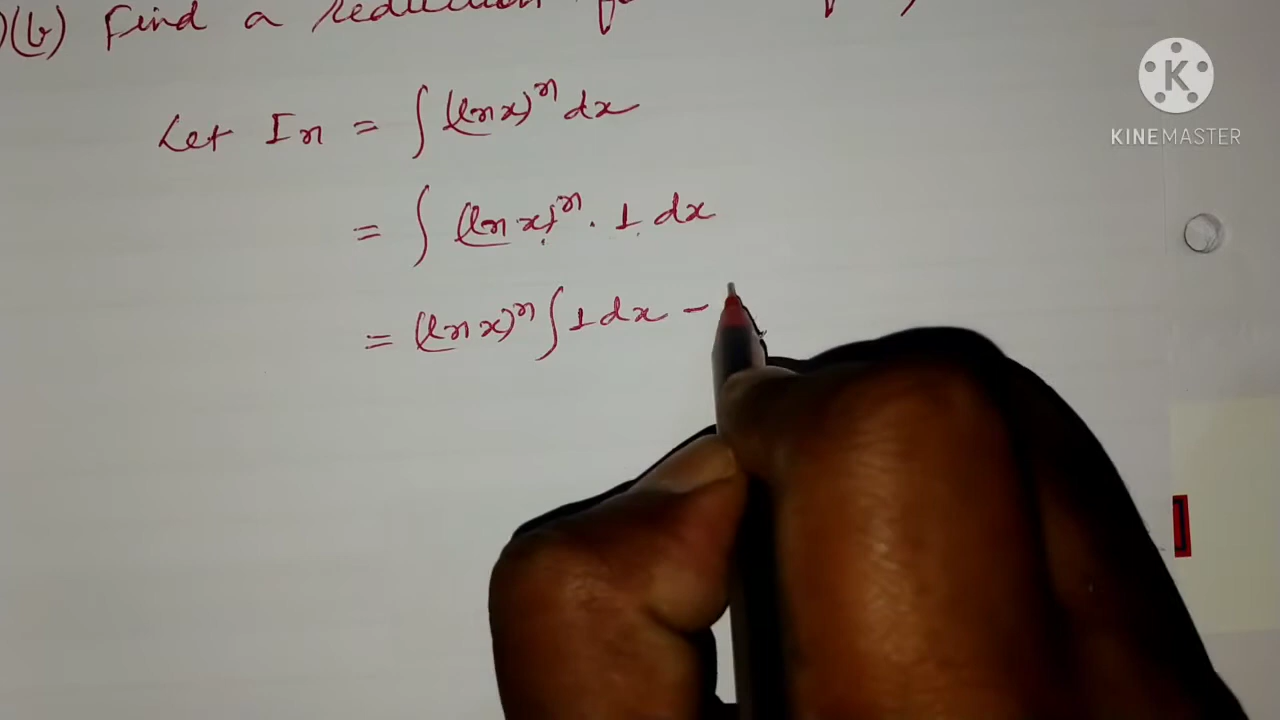 (b) Find a
Let In = ∫ (ln x)^n dx
= ∫ (ln x)^n . 1 dx
= (ln x)^n ∫ 1 dx -
K
KINEMASTER